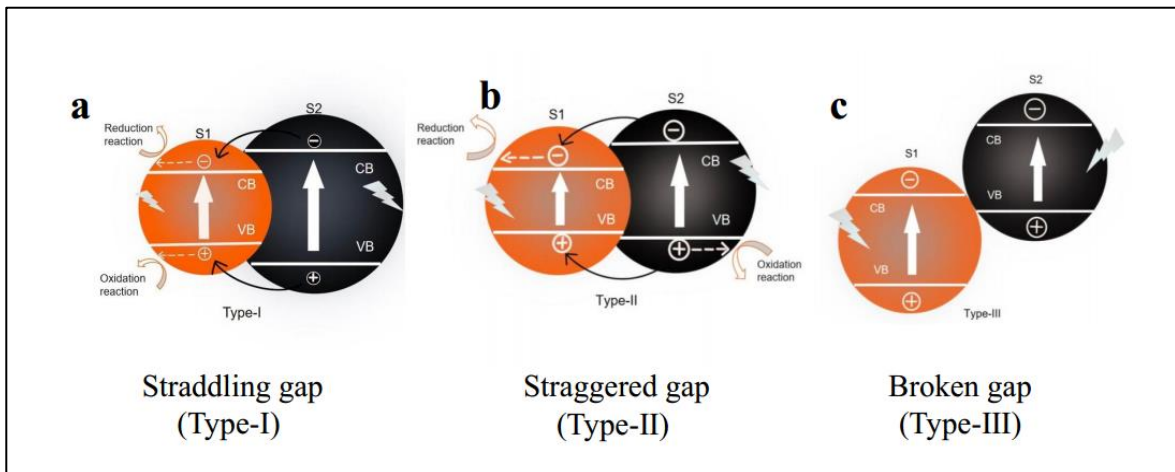 a
S1
S2
Reduction
reaction
CB
CB
VB
VB
Oxidation
reaction
Type-I
b
S1
S2
Reduction
reaction
CB
CB
VB
VB
Oxidation
reaction
Type-II
c
S1
S2
CB
VB
CB
VB
Type-III
Straddling gap
(Type-I)
Straggered gap
(Type-II)
Broken gap
(Type-III)